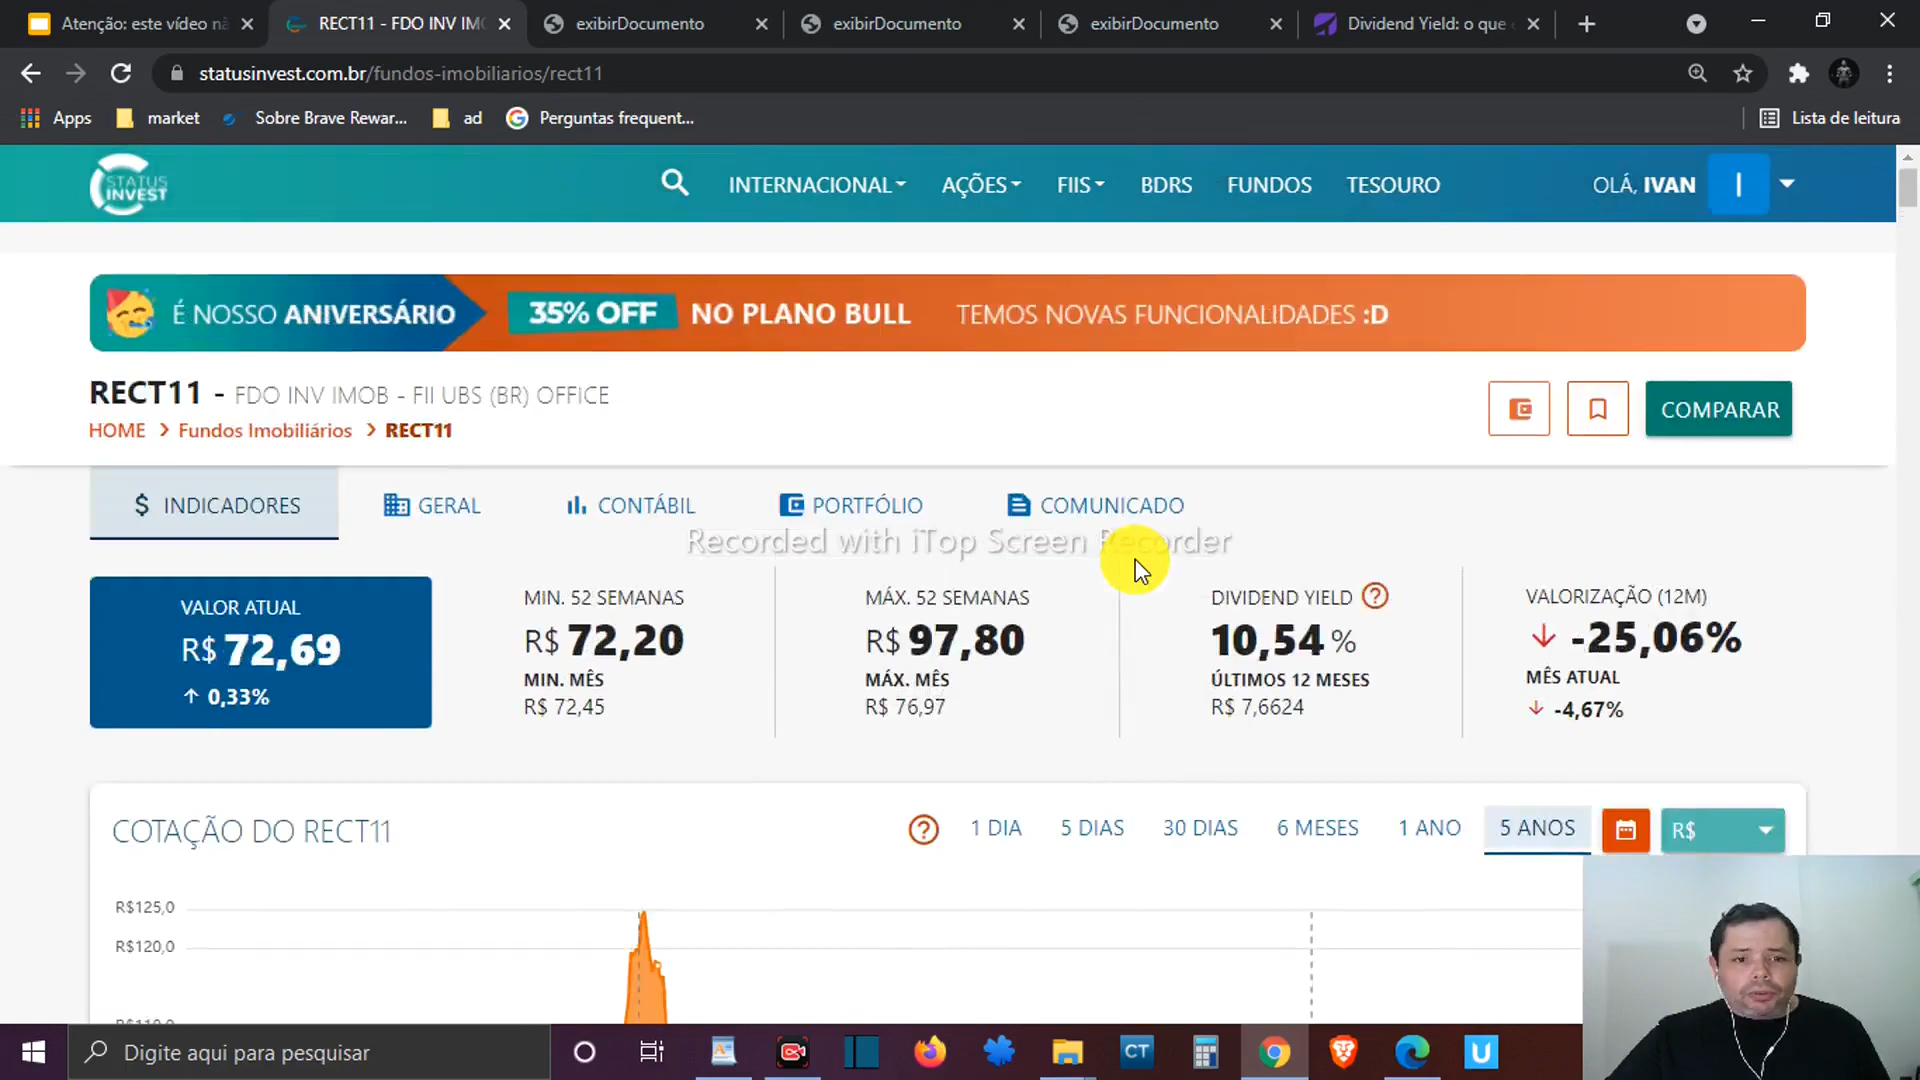 Atenção: este vídeo nã
RECT11 - FDO INV IMO
exibirDocumento
exibirDocumento
exibirDocumento
Dividend Yield: o que
statusinvest.com.br/fundos-imobiliarios/rect11
Apps
market
Sobre Brave Rewar...
ad
Perguntas frequent...
Lista de leitura
STATUS INVEST
INTERNACIONAL
AÇÕES
FIIS
BDRS
FUNDOS
TESOURO
OLÁ, IVAN
I
É NOSSO ANIVERSÁRIO
35% OFF
NO PLANO BULL
TEMOS NOVAS FUNCIONALIDADES :D
RECT11 - FDO INV IMOB - FII UBS (BR) OFFICE
HOME > Fundos Imobiliários > RECT11
COMPARAR
$ INDICADORES
GERAL
CONTÁBIL
PORTFÓLIO
COMUNICADO
Recorded with iTop Screen Recorder
VALOR ATUAL
R$ 72,69
↑ 0,33%
MIN. 52 SEMANAS
R$ 72,20
MIN. MÊS
R$ 72,45
MÁX. 52 SEMANAS
R$ 97,80
MÁX. MÊS
R$ 76,97
DIVIDEND YIELD ?
10,54 %
ÚLTIMOS 12 MESES
R$ 7,6624
VALORIZAÇÃO (12M)
↓ -25,06%
MÊS ATUAL
↓ -4,67%
COTAÇÃO DO RECT11
?
1 DIA
5 DIAS
30 DIAS
6 MESES
1 ANO
5 ANOS
R$
R$125,0
R$120,0
Digite aqui para pesquisar
CT
U